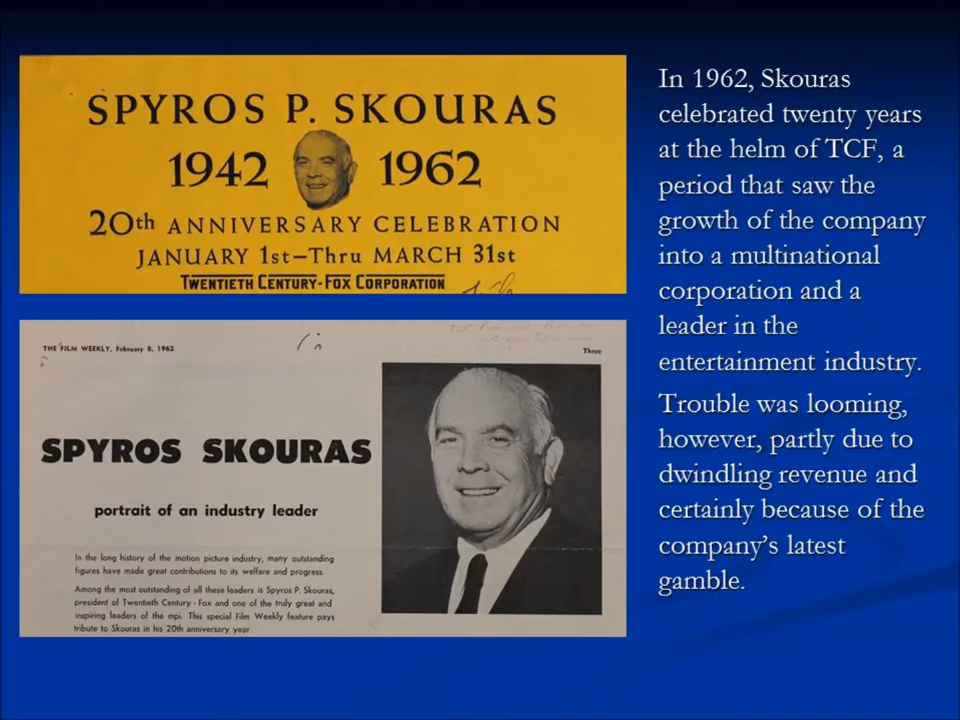 SPYROS P. SKOURAS
1942 1962
20th ANNIVERSARY CELEBRATION
JANUARY 1st—Thru MARCH 31st
TWENTIETH CENTURY-FOX CORPORATION
THE FILM WEEKLY, February 8, 1962
Three
SPYROS SKOURAS
portrait of an industry leader
In the long history of the motion picture industry, many outstanding
figures have made great contributions to its welfare and progress.
Among the most outstanding of all these leaders is Spyros P. Skouras,
president of Twentieth Century - Fox and one of the truly great and
inspiring leaders of the mpi. This special Film Weekly feature pays
tribute to Skouras in his 20th anniversary year
In 1962, Skouras
celebrated twenty years
at the helm of TCF, a
period that saw the
growth of the company
into a multinational
corporation and a
leader in the
entertainment industry.
Trouble was looming,
however, partly due to
dwindling revenue and
certainly because of the
company's latest
gamble.